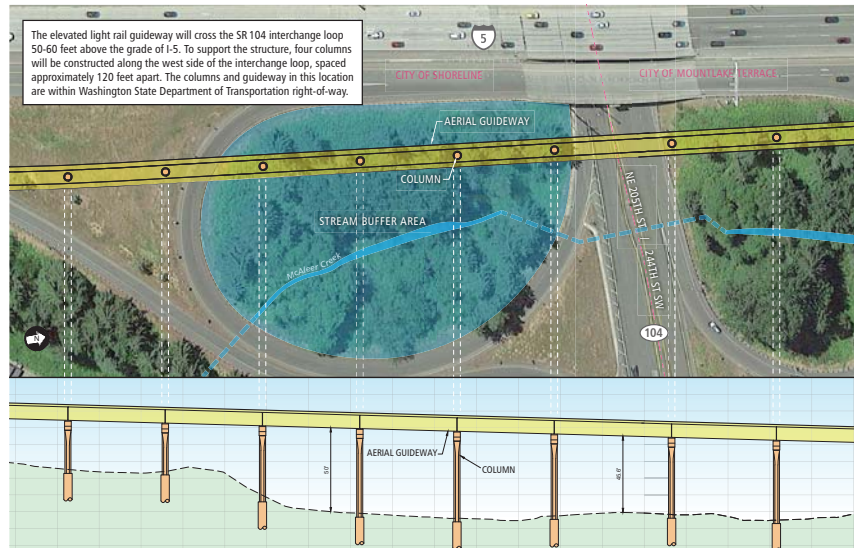 The elevated light rail guideway will cross the SR 104 interchange loop
50-60 feet above the grade of I-5. To support the structure, four columns
will be constructed along the west side of the interchange loop, spaced
approximately 120 feet apart. The columns and guideway in this location
are within Washington State Department of Transportation right-of-way.
5
CITY OF SHORELINE
CITY OF MOUNTLAKE TERRACE
AERIAL GUIDEWAY
COLUMN
STREAM BUFFER AREA
McAleer Creek
NE 205TH ST
244TH ST SW
104
N
AERIAL GUIDEWAY
COLUMN
50'
45.6'